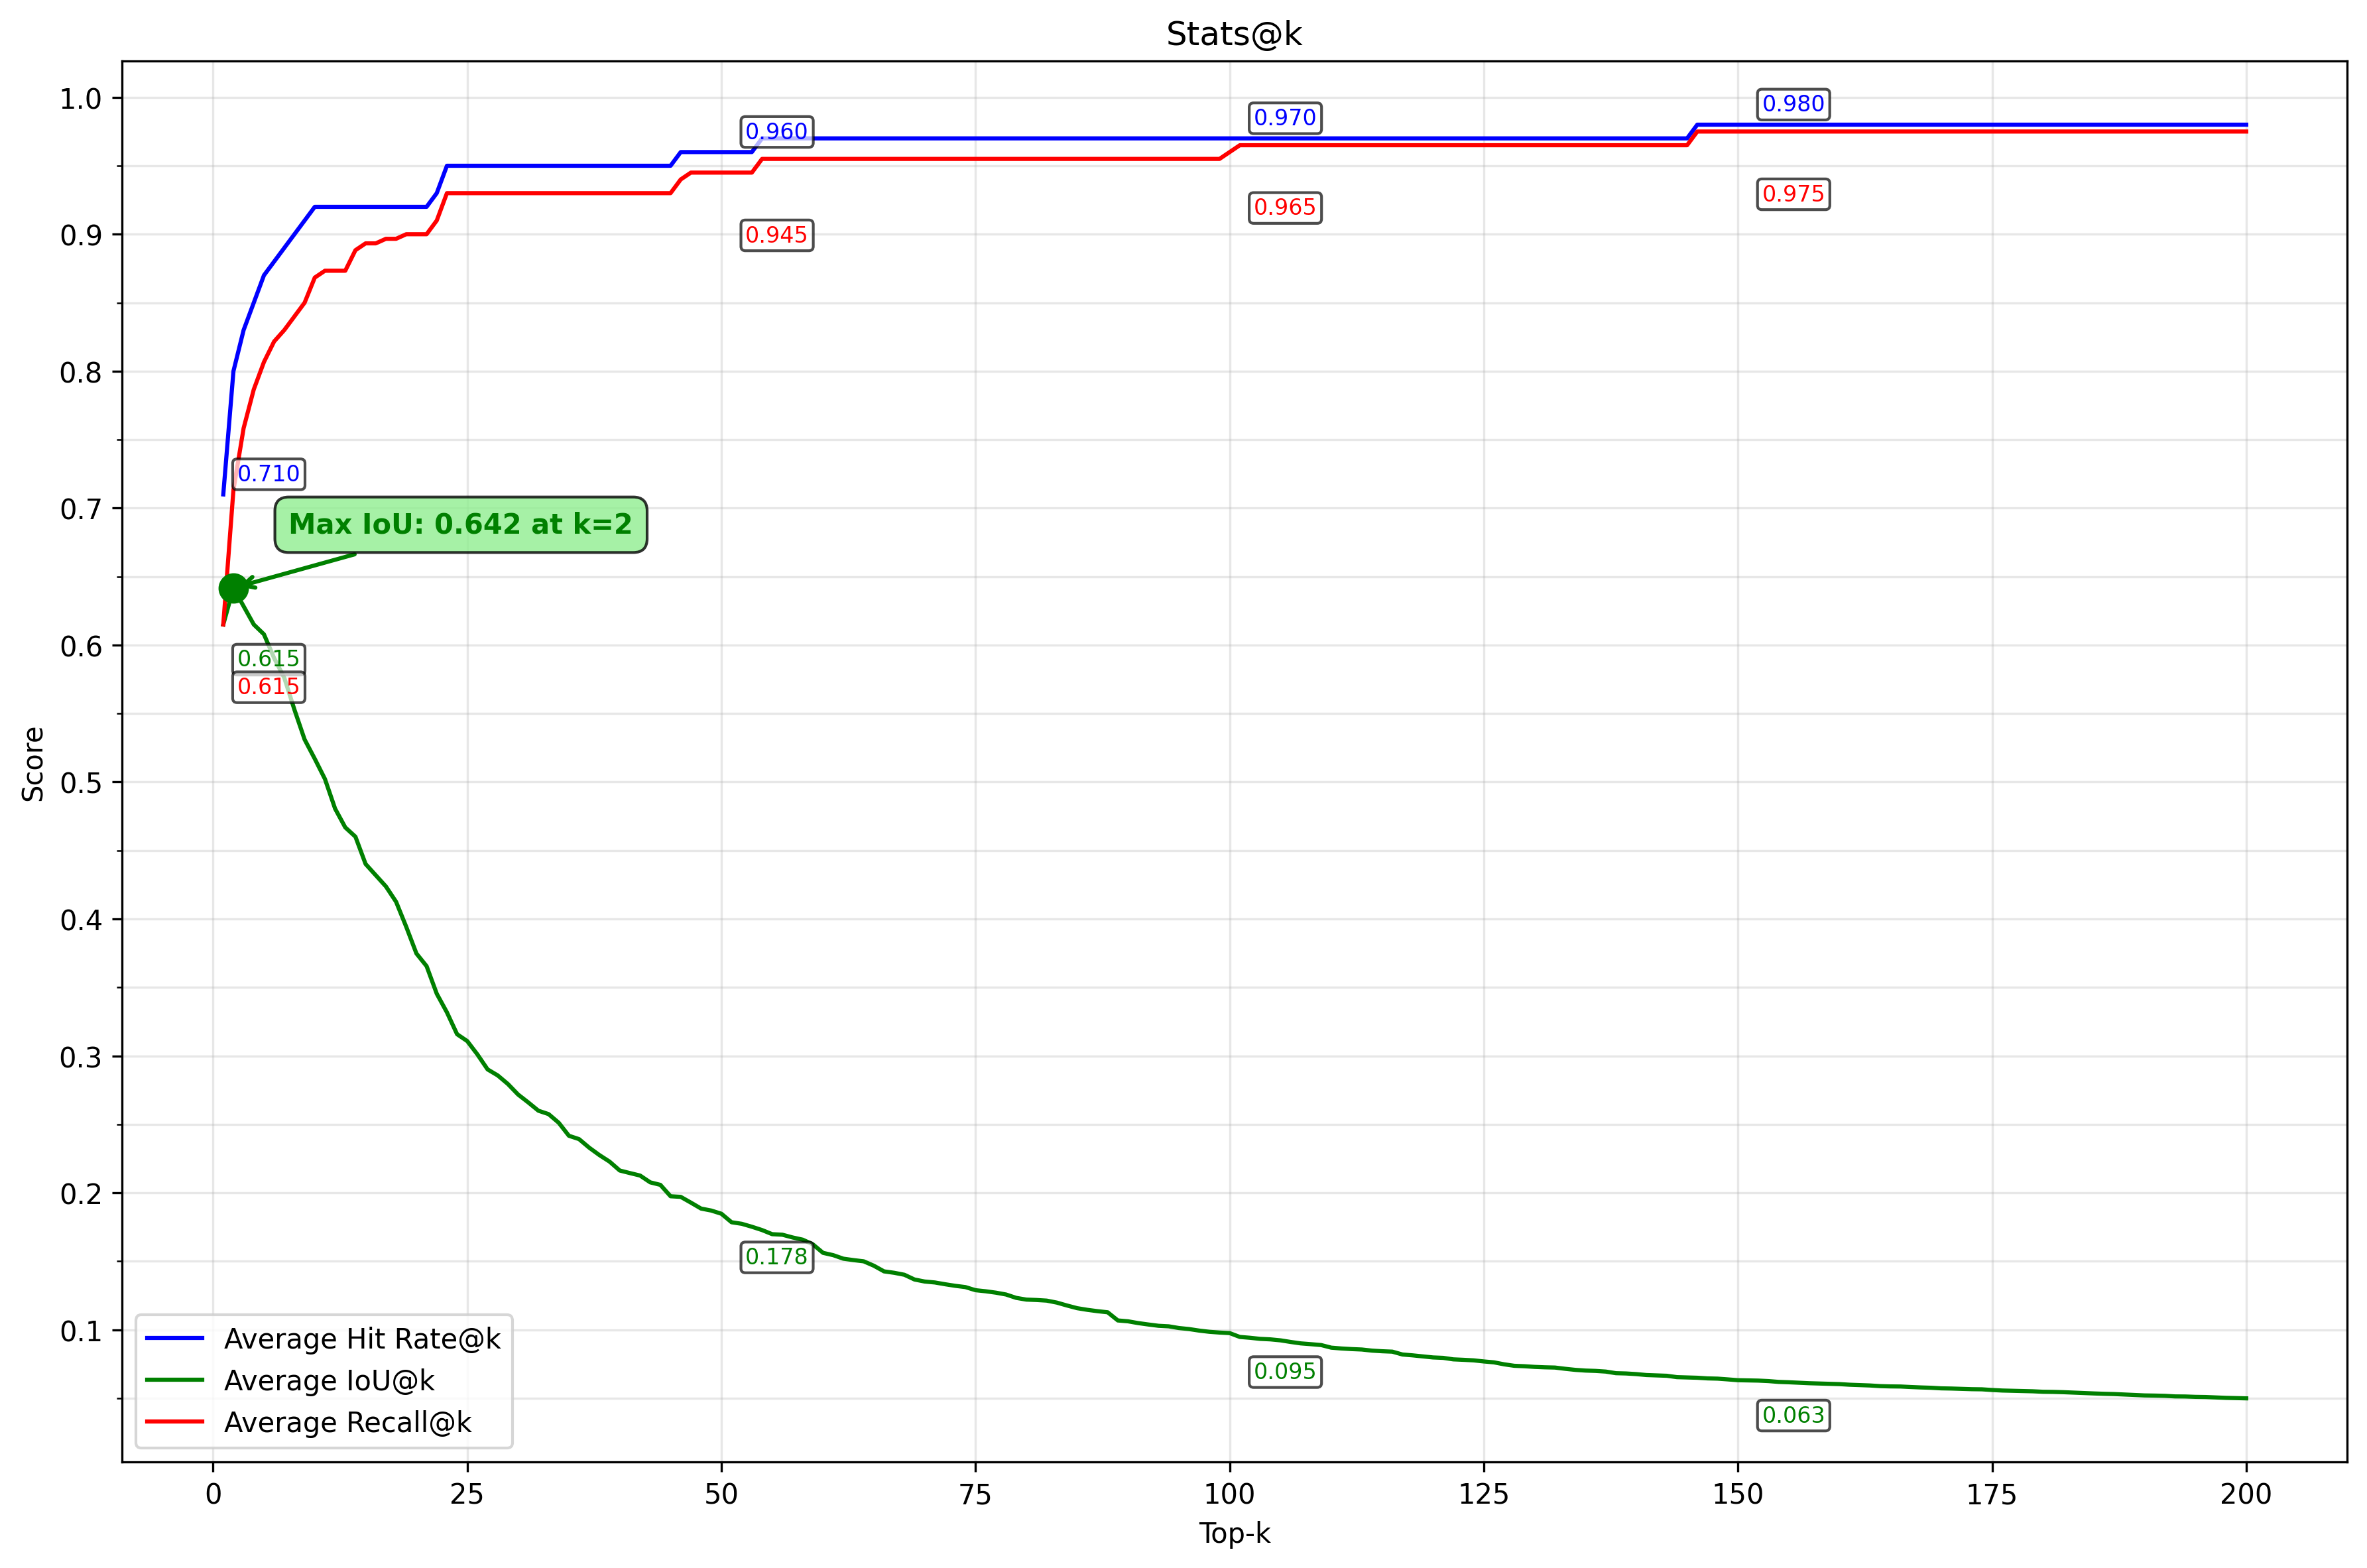 Stats@k
1.0
0.9
0.8
0.7
0.6
0.5
0.4
0.3
0.2
0.1
Score
0.960
0.970
0.980
0.945
0.965
0.975
0.710
Max IoU: 0.642 at k=2
0.615
0.615
0.178
0.095
0.063
Average Hit Rate@k
Average IoU@k
Average Recall@k
0 25 50 75 100 125 150 175 200
Top-k